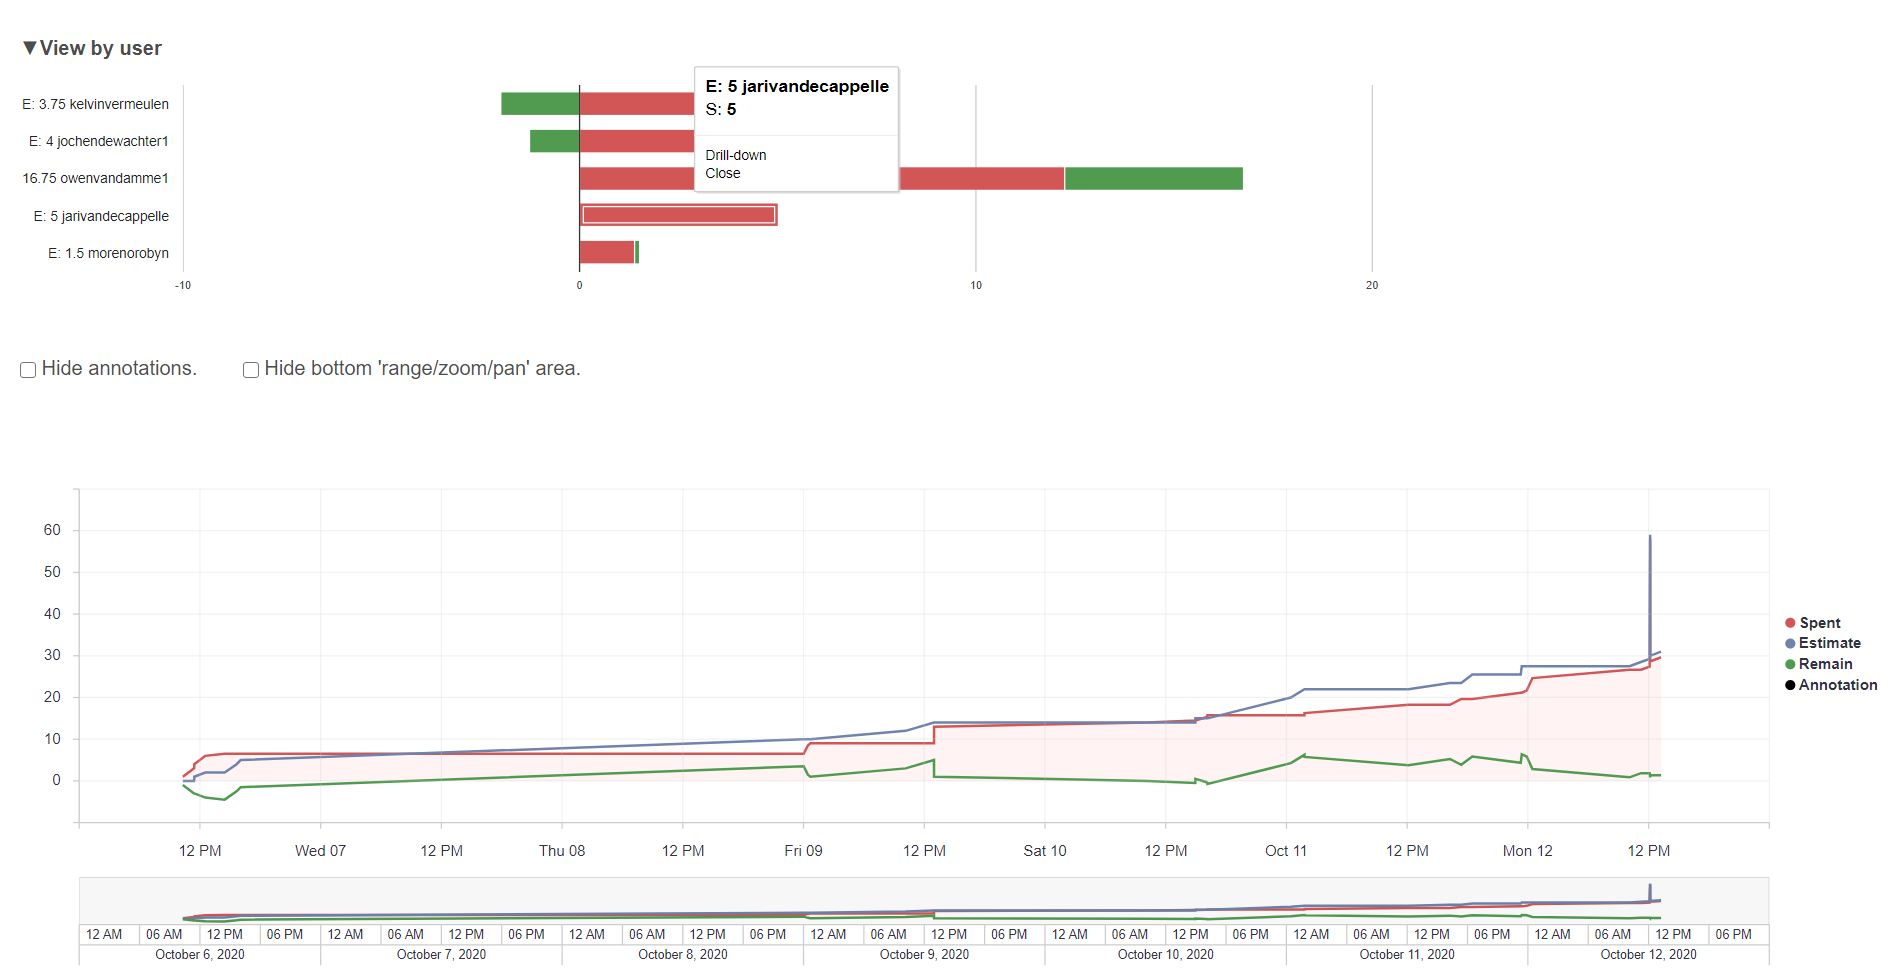 ▼View by user
E: 3.75 kelvinvermeulen
E: 4 jochendewachter1
16.75 owenvandamme1
E: 5 jarivandecappelle
E: 1.5 morenorobyn
E: 5 jarivandecappelle
S: 5
Drill-down
Close
-10 0 10 20
Hide annotations. Hide bottom 'range/zoom/pan' area.
60
50
40
30
20
10
0
Spent
Estimate
Remain
Annotation
12 PM Wed 07 12 PM Thu 08 12 PM Fri 09 12 PM Sat 10 12 PM Oct 11 12 PM Mon 12 12 PM
12 AM 06 AM 12 PM 06 PM 12 AM 06 AM 12 PM 06 PM 12 AM 06 AM 12 PM 06 PM 12 AM 06 AM 12 PM 06 PM 12 AM 06 AM 12 PM 06 PM 12 AM 06 AM 12 PM 06 PM 12 AM 06 AM 12 PM 06 PM
October 6, 2020 October 7, 2020 October 8, 2020 October 9, 2020 October 10, 2020 October 11, 2020 October 12, 2020